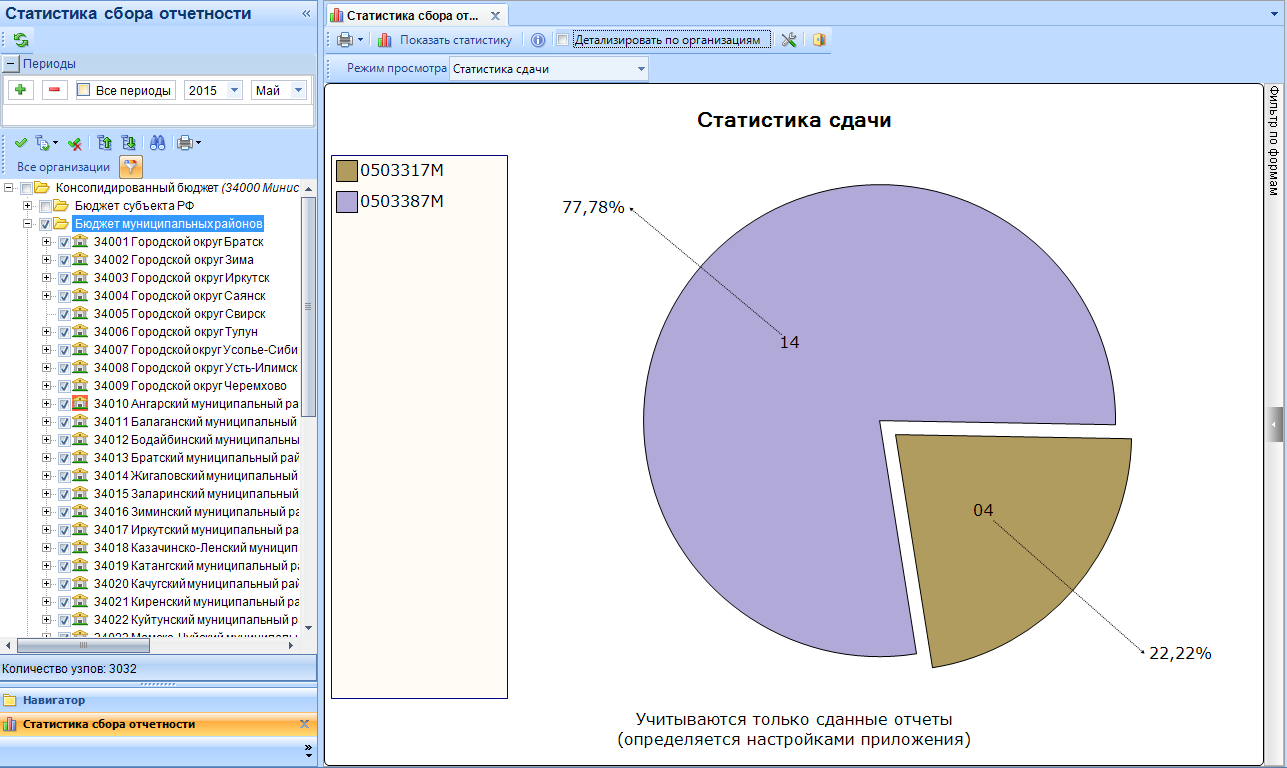 Статистика сбора отчетности
Периоды
Все периоды
2015
Май
Все организации
Консолидированный бюджет (34000 Минис
Бюджет субъекта РФ
Бюджет муниципальных районов
34001 Городской округ Братск
34002 Городской округ Зима
34003 Городской округ Иркутск
34004 Городской округ Саянск
34005 Городской округ Свирск
34006 Городской округ Тулун
34007 Городской округ Усолье-Сиби
34008 Городской округ Усть-Илимск
34009 Городской округ Черемхово
34010 Ангарский муниципальный ра
34011 Балаганский муниципальный
34012 Бодайбинский муниципальны
34013 Братский муниципальный рай
34014 Жигаловский муниципальный
34015 Заларинский муниципальный
34016 Зиминский муниципальный ра
34017 Иркутский муниципальный ра
34018 Казачинско-Ленский муницип
34019 Катангский муниципальный ра
34020 Качугский муниципальный рай
34021 Киренский муниципальный ра
34022 Куйтунский муниципальный р
34023 Мамско-Чуйский муниципаль
Количество узлов: 3032
Навигатор
Статистика сбора отчетности
Статистика сбора от...
Показать статистику
Детализировать по организациям
Режим просмотра
Статистика сдачи
Статистика сдачи
0503317М
0503387М
77,78%
14
04
22,22%
Учитываются только сданные отчеты
(определяется настройками приложения)
Фильтр по формам